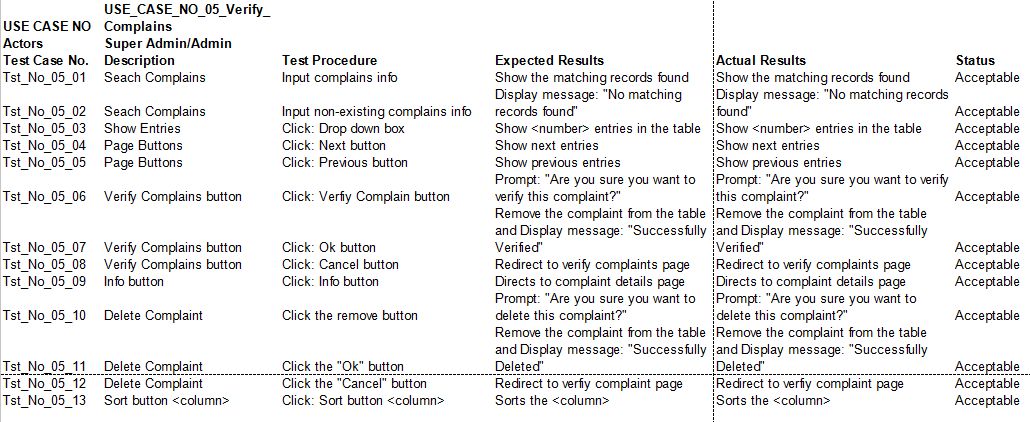 USE_CASE_NO_05_Verify_
USE CASE NO Complains
Actors Super Admin/Admin
Test Case No. Description Test Procedure Expected Results Actual Results Status
Tst_No_05_01 Seach Complains Input complains info Show the matching records found Show the matching records found Acceptable
Display message: "No matching Display message: "No matching records
Tst_No_05_02 Seach Complains Input non-existing complains info records found" found" Acceptable
Tst_No_05_03 Show Entries Click: Drop down box Show <number> entries in the table Show <number> entries in the table Acceptable
Tst_No_05_04 Page Buttons Click: Next button Show next entries Show next entries Acceptable
Tst_No_05_05 Page Buttons Click: Previous button Show previous entries Show previous entries Acceptable
Prompt: "Are you sure you want to Prompt: "Are you sure you want to verify
Tst_No_05_06 Verify Complains button Click: Verfiy Complain button verify this complaint?" this complaint?" Acceptable
Remove the complaint from the table Remove the complaint from the table
and Display message: "Successfully and Display message: "Successfully
Tst_No_05_07 Verify Complains button Click: Ok button Verified" Verified" Acceptable
Tst_No_05_08 Verify Complains button Click: Cancel button Redirect to verify complaints page Redirect to verify complaints page Acceptable
Tst_No_05_09 Info button Click: Info button Directs to complaint details page Directs to complaint details page Acceptable
Prompt: "Are you sure you want to Prompt: "Are you sure you want to
Tst_No_05_10 Delete Complaint Click the remove button delete this complaint?" delete this complaint?" Acceptable
Remove the complaint from the table Remove the complaint from the table
and Display message: "Successfully and Display message: "Successfully
Tst_No_05_11 Delete Complaint Click the "Ok" button Deleted" Deleted" Acceptable
Tst_No_05_12 Delete Complaint Click the "Cancel" button Redirect to verfiy complaint page Redirect to verfiy complaint page Acceptable
Tst_No_05_13 Sort button <column> Click: Sort button <column> Sorts the <column> Sorts the <column> Acceptable